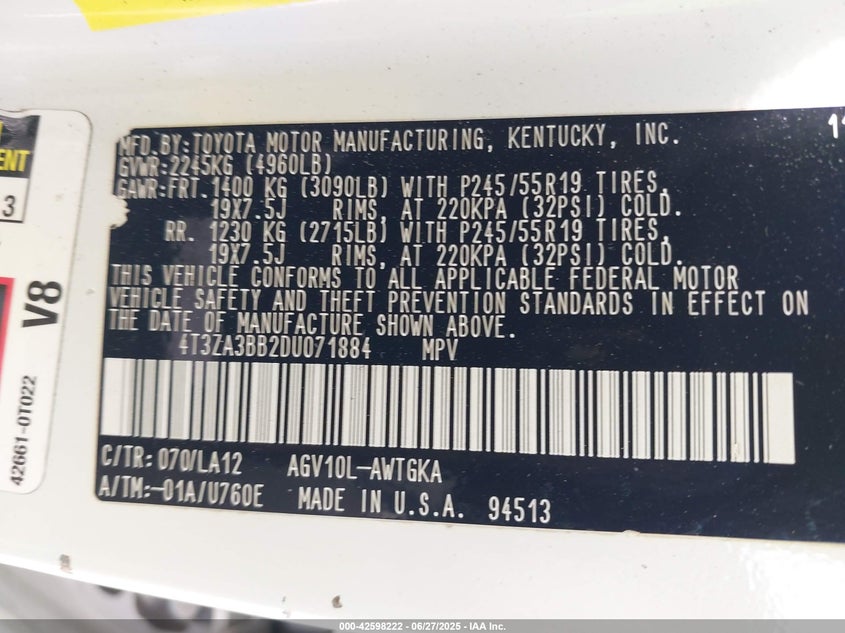 MFD.BY:TOYOTA MOTOR MANUFACTURING, KENTUCKY, INC.
GVWR:2245KG (4960LB)
GAWR:FRT.1400 KG (3090LB) WITH P245/55R19 TIRES,
19X7.5J RIMS, AT 220KPA (32PSI) COLD.
RR. 1230 KG (2715LB) WITH P245/55R19 TIRES,
19X7.5J RIMS, AT 220KPA (32PSI) COLD.
THIS VEHICLE CONFORMS TO ALL APPLICABLE FEDERAL MOTOR
VEHICLE SAFETY AND THEFT PREVENTION STANDARDS IN EFFECT ON
THE DATE OF MANUFACTURE SHOWN ABOVE.
4T3ZA3BB2DU071884 MPV
C/TR: 070/LA12 AGV10L-AWTGKA
A/TM:-01A/U760E MADE IN U.S.A. 94513
V8
42661-0T022
3
000-42598222 - 06/27/2025 - IAA Inc.